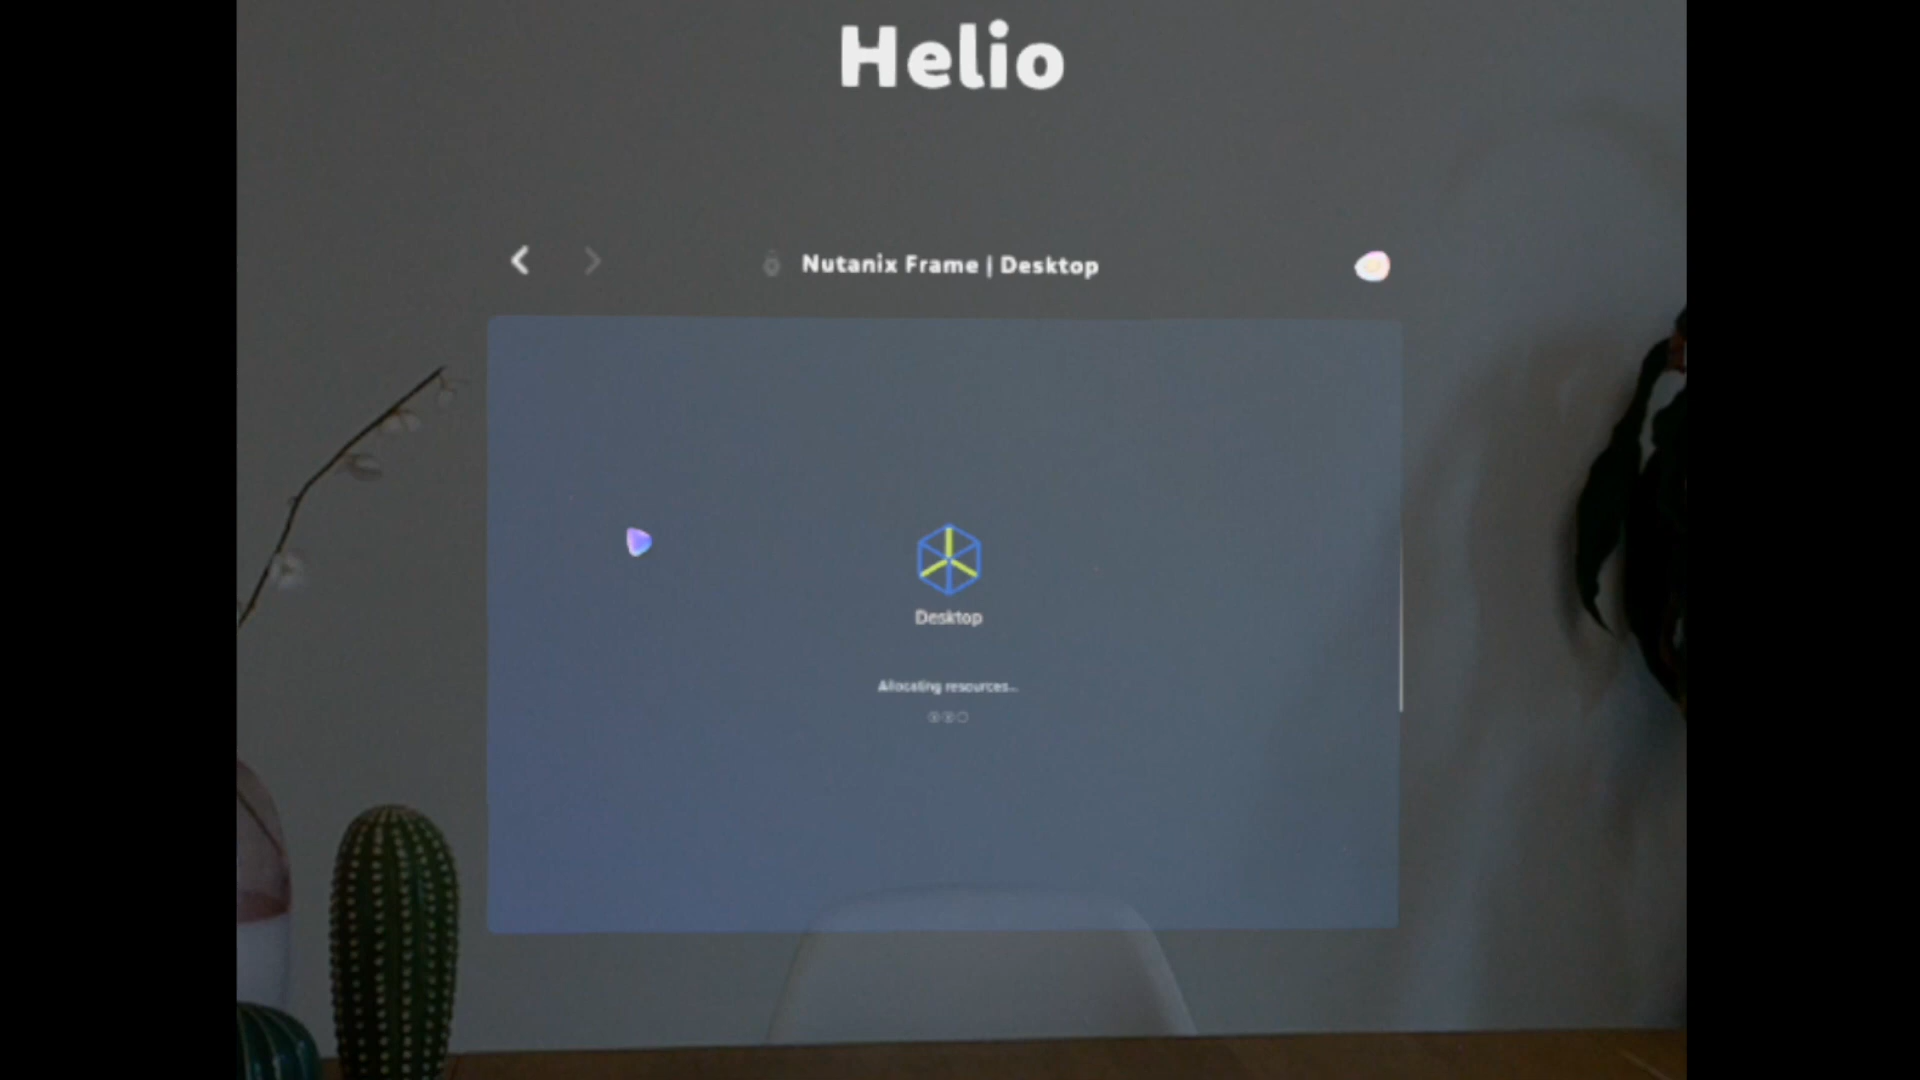 Helio
Nutanix Frame | Desktop
Desktop
Allocating resources...